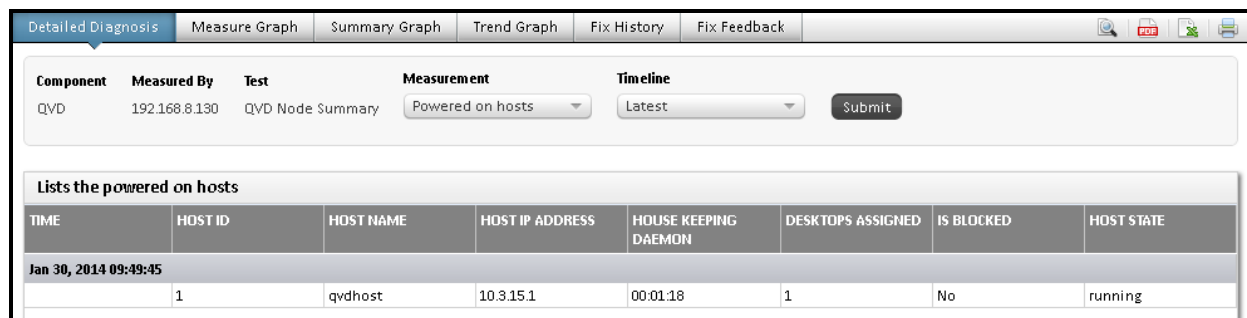 Detailed Diagnosis Measure Graph Summary Graph Trend Graph Fix History Fix Feedback PDF
Component Measured By Test Measurement Timeline
QVD 192.168.8.130 QVD Node Summary Powered on hosts Latest Submit
Lists the powered on hosts
TIME HOST ID HOST NAME HOST IP ADDRESS HOUSE KEEPING DESKTOPS ASSIGNED IS BLOCKED HOST STATE
DAEMON
Jan 30, 2014 09:49:45
1 qvdhost 10.3.15.1 00:01:18 1 No running